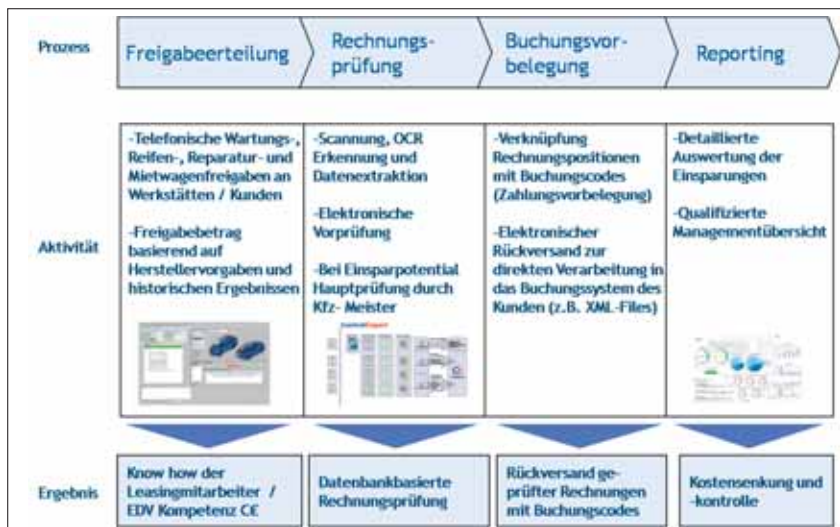 Prozess
Freigabeerteilung
Rechnungs-
prüfung
Buchungsvor-
belegung
Reporting
Aktivität
-Telefonische Wartungs-,
Reifen-, Reparatur- und
Mietwagenfreigaben an
Werkstätten / Kunden
-Freigabebetrag
basierend auf
Herstellervorgaben und
historischen Ergebnissen
-Scannung, OCR
Erkennung und
Datenextraktion
-Elektronische
Vorprüfung
-Bei Einsparpotential
Hauptprüfung durch
Kfz- Meister
-Verknüpfung
Rechnungspositionen
mit Buchungscodes
(Zahlungsvorbelegung)
-Elektronischer
Rückversand zur
direkten Verarbeitung in
das Buchungssystem des
Kunden (z.B. XML-Files)
-Detaillierte
Auswertung der
Einsparungen
-Qualifizierte
Managementübersicht
Ergebnis
Know how der
Leasingmitarbeiter /
EDV Kompetenz CE
Datenbankbasierte
Rechnungsprüfung
Rückversand ge-
prüfter Rechnungen
mit Buchungscodes
Kostensenkung und
-kontrolle